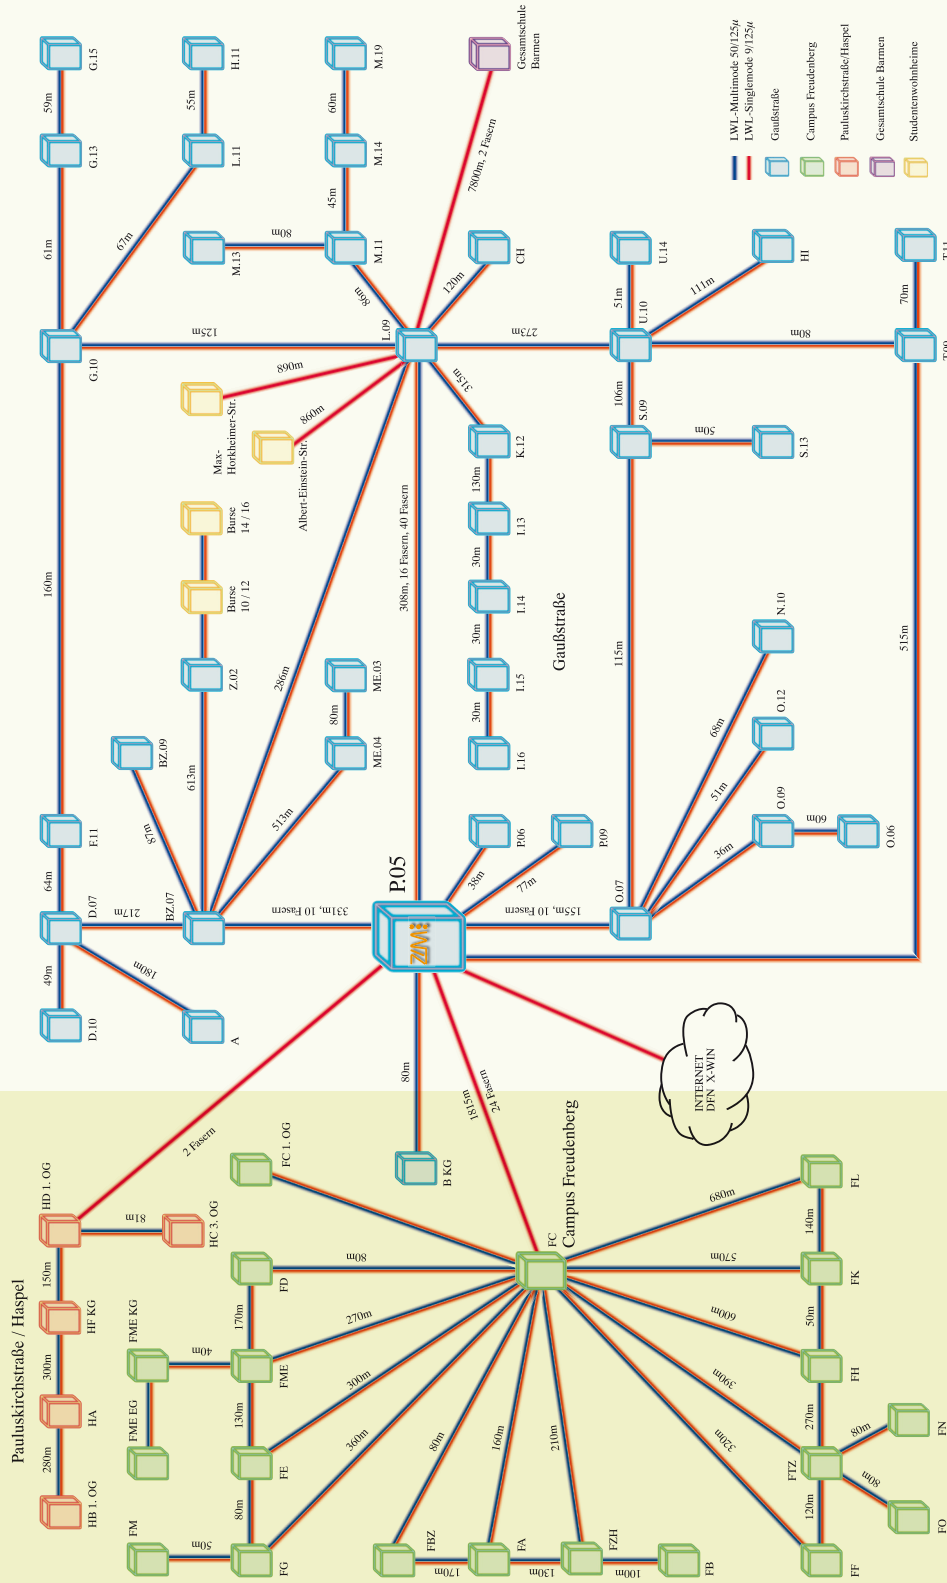 Pauluskirchstraße / Haspel
HB 1. OG
280m
HA
300m
HF KG
150m
HD 1. OG
81m
HC 3. OG
2 Fasern
FM
50m
FG
FME EG
FME KG
40m
80m
FE
130m
FME
170m
FD
FC 1. OG
80m
270m
300m
360m
80m
160m
210m
FBZ
170m
FA
130m
FZH
100m
FB
FC
Campus Freudenberg
1815m
24 Fasern
B KG
80m
680m
570m
600m
390m
320m
FF
120m
FTZ
270m
FH
50m
FK
140m
FL
80m
FO
80m
FN
INTERNET
DFN X-WIN
D.10
49m
D.07
64m
F.11
160m
G.10
61m
G.13
59m
G.15
180m
A
217m
BZ.07
87m
BZ.09
613m
Z.02
Burse
10 / 12
Burse
14 / 16
Max-
Horkheimer-Str.
890m
Albert-Einstein-Str.
860m
67m
L.11
55m
H.11
125m
M.13
80m
M.11
45m
M.14
60m
M.19
286m
513m
ME.04
80m
ME.03
331m, 10 Fasern
P.05
308m, 16 Fasern, 40 Fasern
L.09
86m
7800m, 2 Fasern
Gesamtschule
Barmen
120m
CH
315m
38m
P.06
77m
P.09
I.16
30m
I.15
30m
I.14
30m
I.13
130m
K.12
Gaußstraße
273m
155m, 10 Fasern
O.07
115m
S.09
106m
U.10
51m
U.14
111m
HI
50m
S.13
68m
N.10
51m
O.12
36m
O.09
60m
O.06
80m
515m
70m
LWL-Multimode 50/125µ
LWL-Singlemode 9/125µ
Gaußstraße
Campus Freudenberg
Pauluskirchstraße/Haspel
Gesamtschule Barmen
Studentenwohnheime